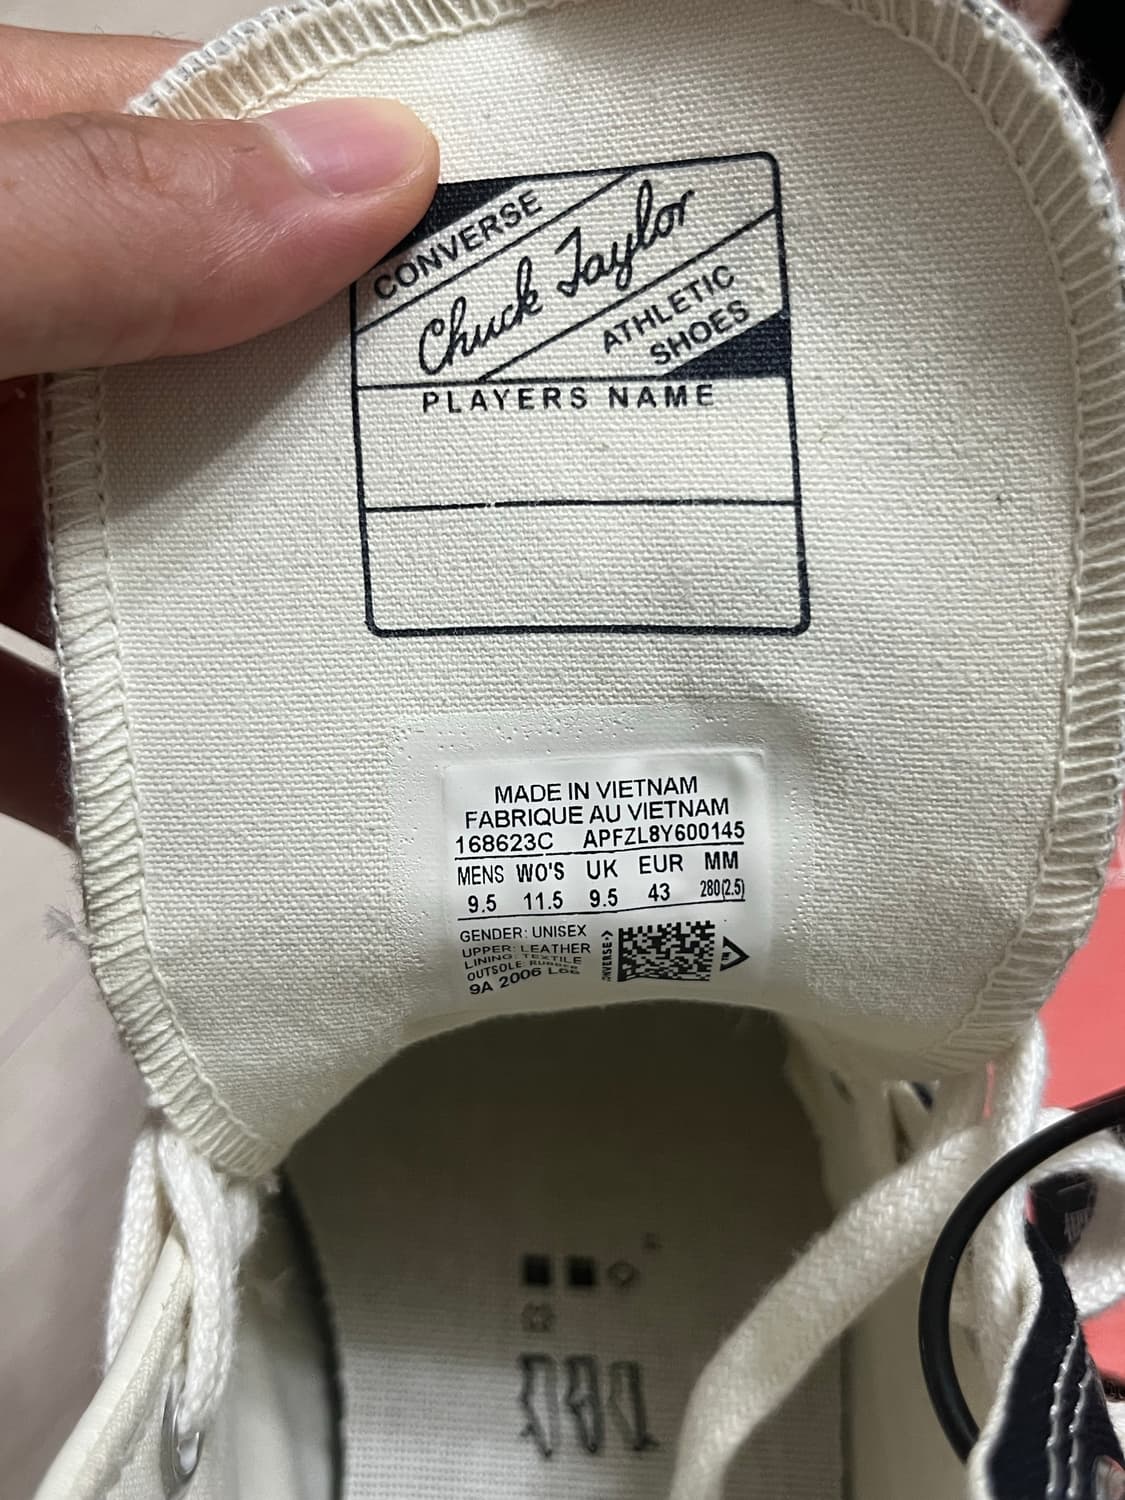 CONVERSE
Chuck Taylor
ATHLETIC
SHOES
PLAYERS NAME
MADE IN VIETNAM
FABRIQUE AU VIETNAM
168623C APFZL8Y600145
MENS WO'S UK EUR MM
9.5 11.5 9.5 43 280(2.5)
GENDER: UNISEX
UPPER: LEATHER
LINING: TEXTILE
OUTSOLE: RUBBER
9A 2006